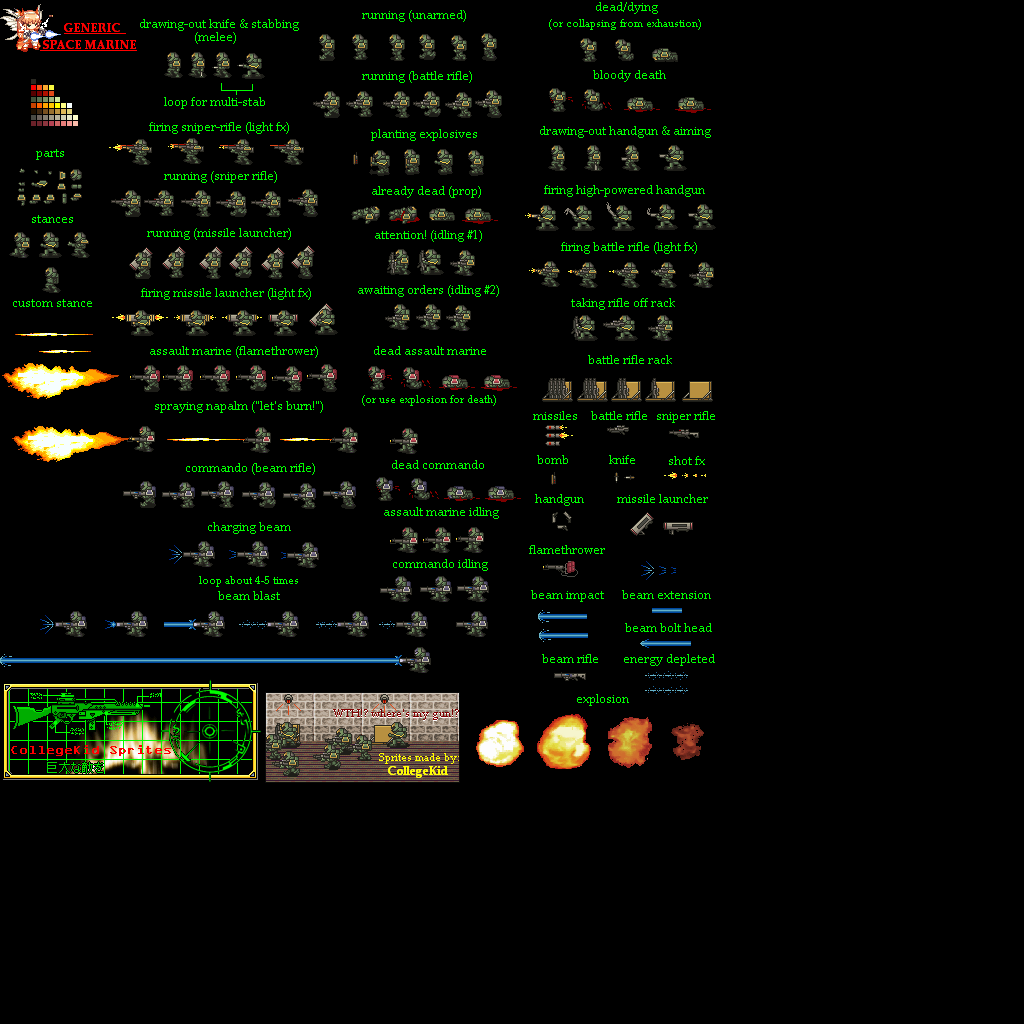 GENERIC
SPACE MARINE
parts
stances
custom stance
drawing-out knife & stabbing
(melee)
loop for multi-stab
firing sniper-rifle (light fx)
running (sniper rifle)
running (missile launcher)
firing missile launcher (light fx)
assault marine (flamethrower)
spraying napalm ("let's burn!")
commando (beam rifle)
charging beam
loop about 4-5 times
beam blast
running (unarmed)
running (battle rifle)
planting explosives
already dead (prop)
attention! (idling #1)
awaiting orders (idling #2)
dead assault marine
(or use explosion for death)
dead commando
assault marine idling
commando idling
dead/dying
(or collapsing from exhaustion)
bloody death
drawing-out handgun & aiming
firing high-powered handgun
firing battle rifle (light fx)
taking rifle off rack
battle rifle rack
missiles battle rifle sniper rifle
bomb knife shot fx
handgun missile launcher
flamethrower
beam impact beam extension
beam bolt head
beam rifle energy depleted
explosion
CollegeKid Sprites
WTH!? where's my gun!?
Sprites made by:
CollegeKid